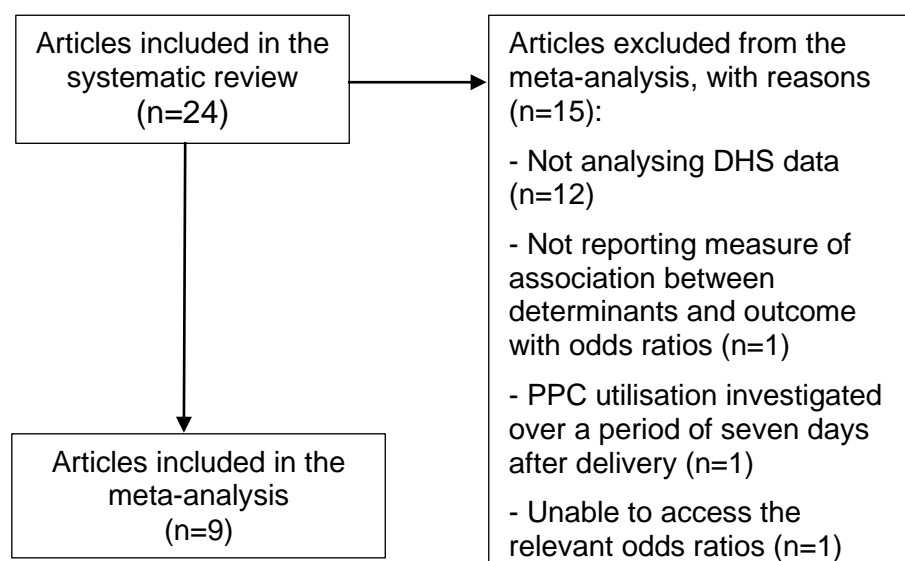 Articles included in the
systematic review
(n=24)
Articles excluded from the
meta-analysis, with reasons
(n=15):
- Not analysing DHS data
(n=12)
- Not reporting measure of
association between
determinants and outcome
with odds ratios (n=1)
- PPC utilisation investigated
over a period of seven days
after delivery (n=1)
- Unable to access the
relevant odds ratios (n=1)
Articles included in the
meta-analysis
(n=9)